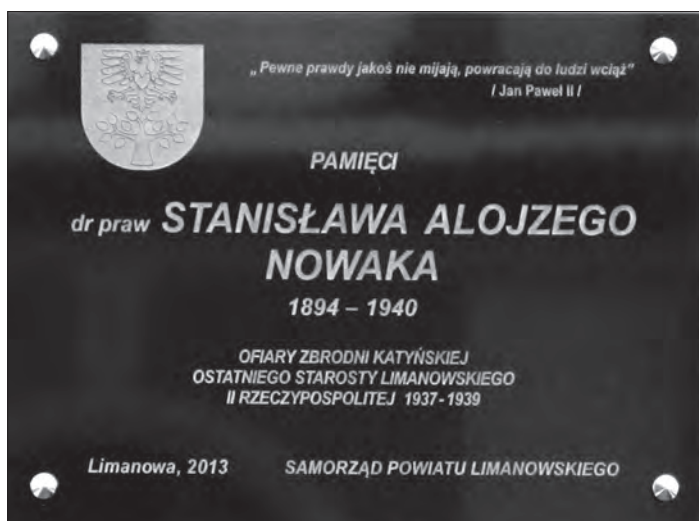 „Pewne prawdy jakoś nie mijają, powracają do ludzi wciąż”
/ Jan Paweł II /
PAMIĘCI
dr praw STANISŁAWA ALOJZEGO
NOWAKA
1894 – 1940
OFIARY ZBRODNI KATYŃSKIEJ
OSTATNIEGO STAROSTY LIMANOWSKIEGO
II RZECZYPOSPOLITEJ 1937-1939
Limanowa, 2013 SAMORZĄD POWIATU LIMANOWSKIEGO